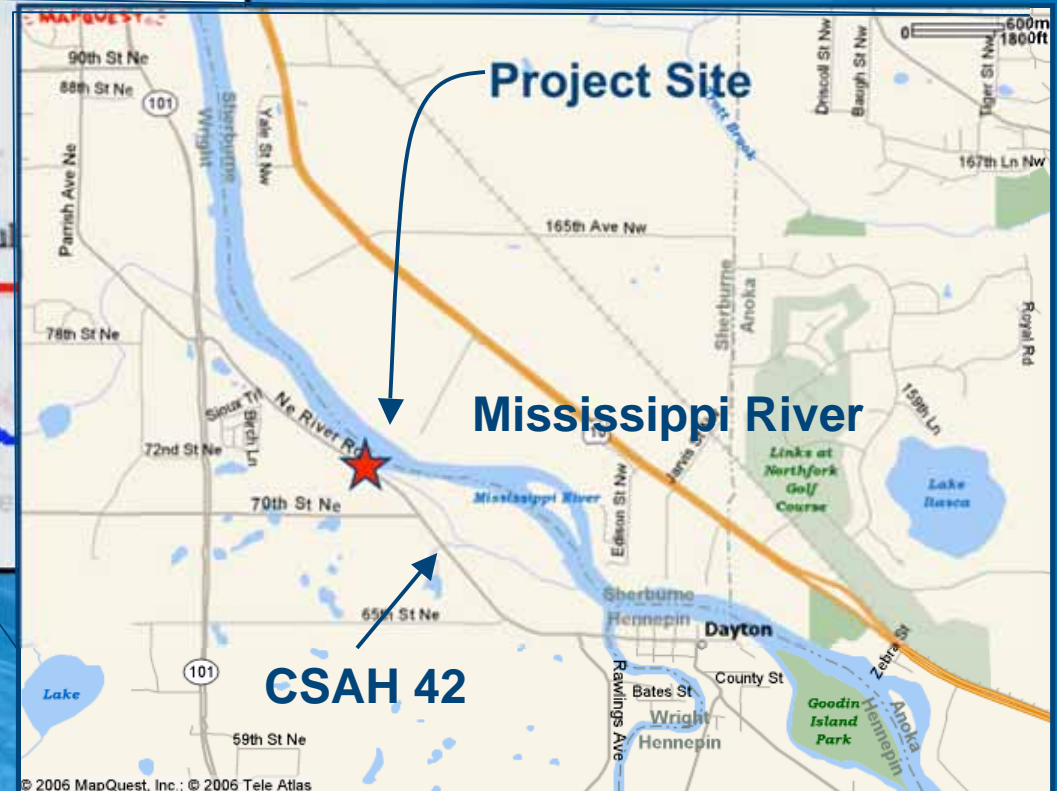 MAPQUEST
600m
0
1800ft
90th St Ne
88th St Ne
101
Sherburne
Wright
Yale St Nw
Project Site
Trott Brook
Driscoll St Nw
Baugh St Nw
Tiger St Nw
167th Ln Nw
Parrish Ave Ne
165th Ave Nw
Sherburne
Anoka
Royal Rd
78th St Ne
Sioux Trl
Birch Ln
Ne River Rd
72nd St Ne
Mississippi River
10
Jarvis St Nw
159th Ln
Links at
Northfork
Golf
Course
Lake
Itasca
70th St Ne
Mississippi River
Edison St Nw
65th St Ne
Sherburne
Hennepin
Dayton
Zebra St
101
CSAH 42
Lake
Rawlings Ave
Bates St
County St
Wright
Hennepin
Goodin
Island
Park
Anoka
Hennepin
59th St Ne
© 2006 MapQuest, Inc.; © 2006 Tele Atlas